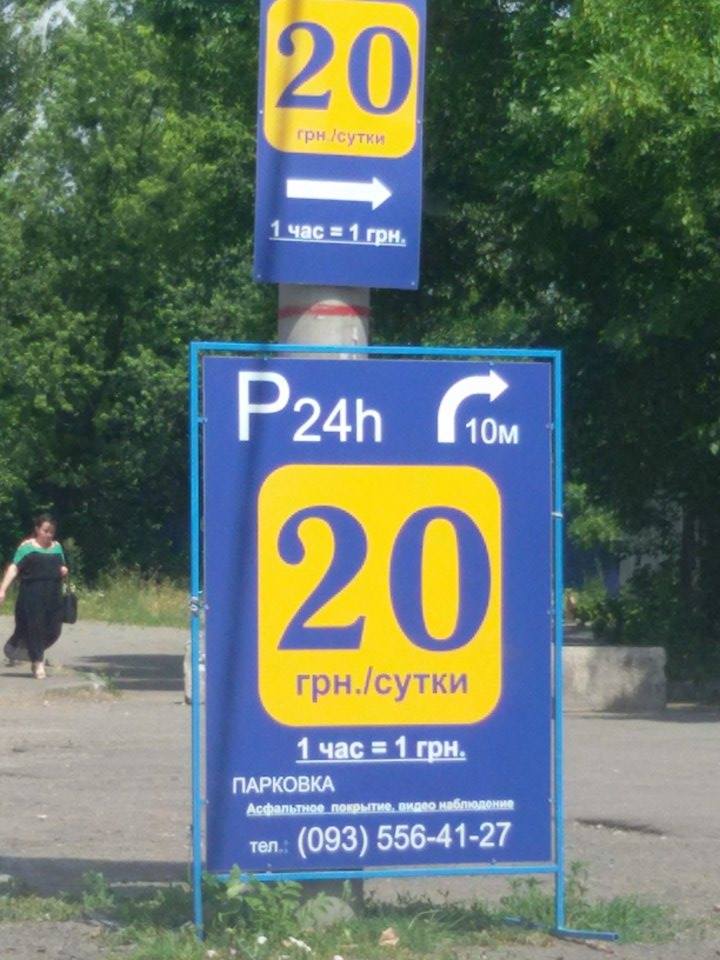 20
грн./сутки
1 час = 1 грн.
P 24h 10м
20
грн./сутки
1 час = 1 грн.
ПАРКОВКА
Асфальтное покрытие, видео наблюдение
тел.: (093) 556-41-27